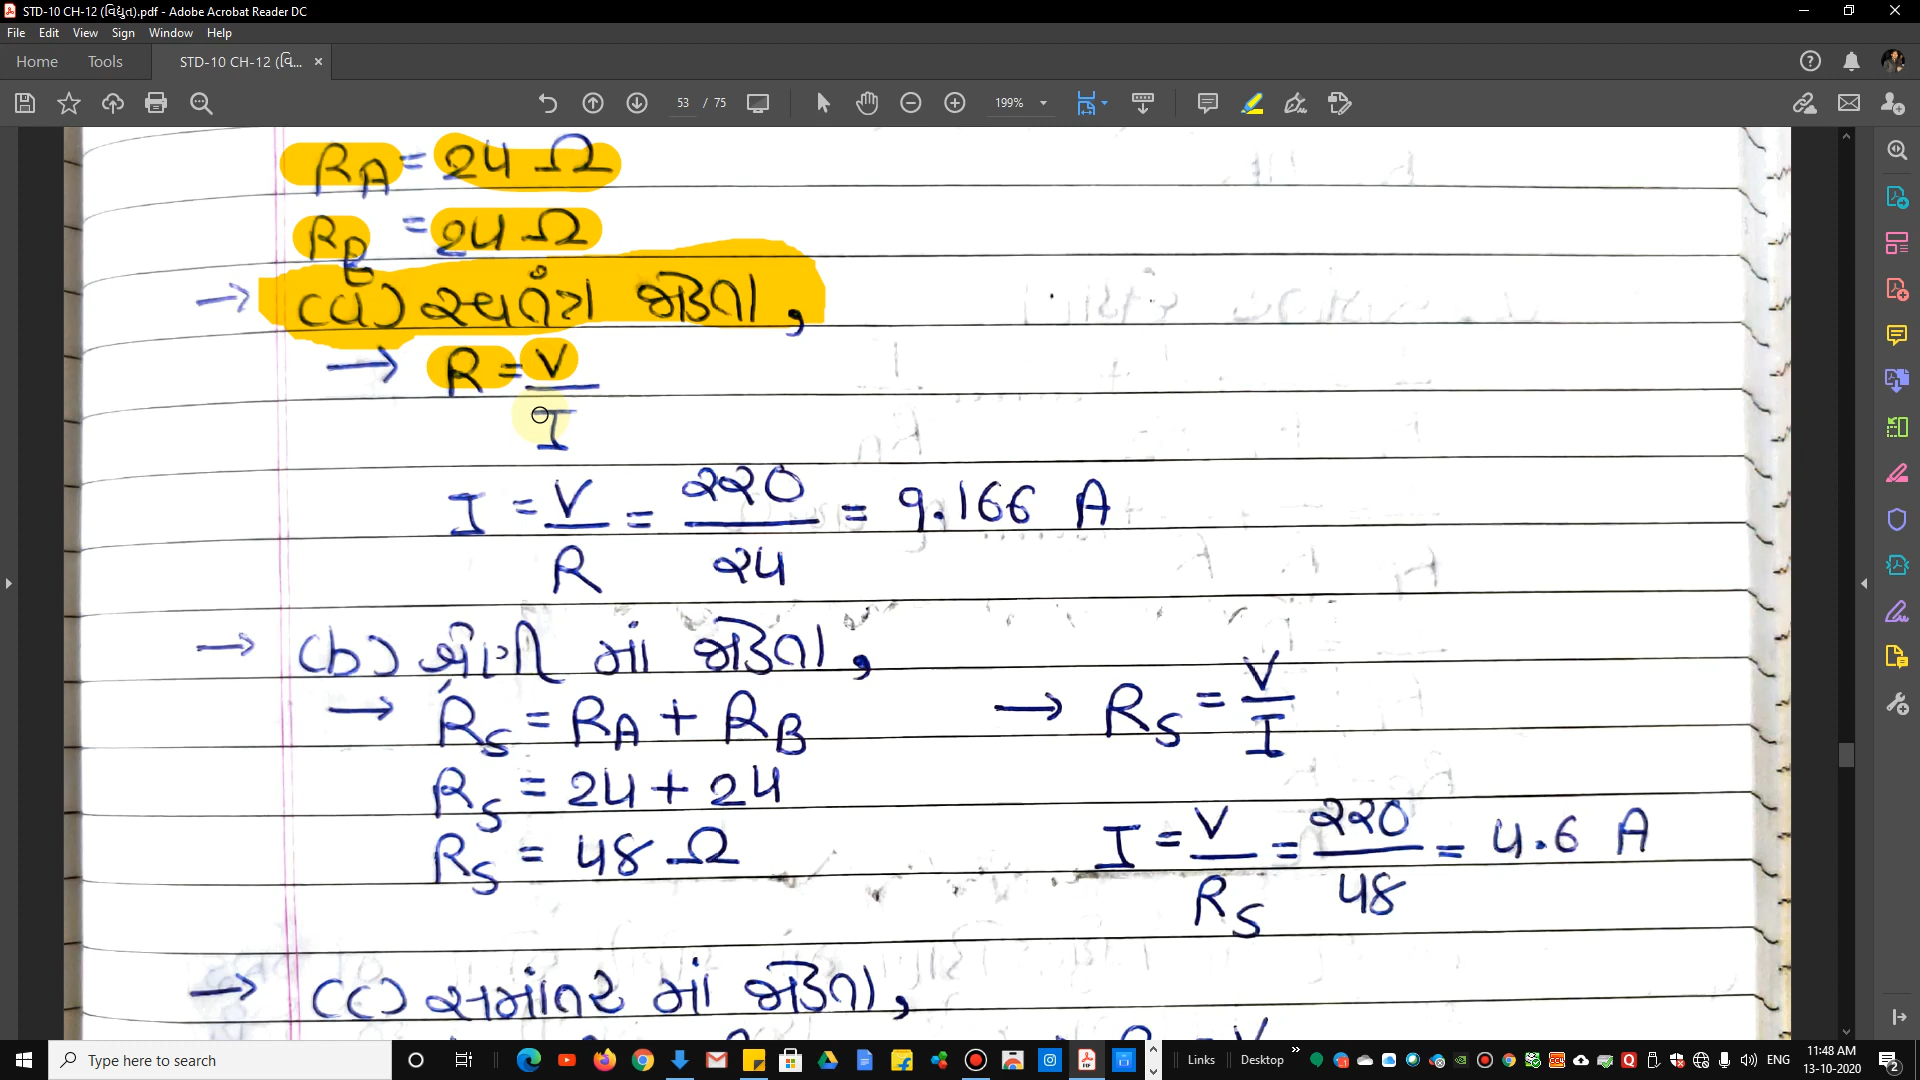 STD-10 CH-12 (વિદ્યુત).pdf - Adobe Acrobat Reader DC
File Edit View Sign Window Help
Home Tools STD-10 CH-12 (વિ... ×
53 / 75 199%
RA = 24 Ω
RB = 24 Ω
→ (a) સ્વતંત્ર જોડતા,
→ R = V/I
I = V/R = 220/24 = 9.166 A
→ (b) શ્રેણી માં જોડતા,
→ RS = RA + RB → RS = V/I
RS = 24 + 24
RS = 48 Ω I = V/RS = 220/48 = 4.6 A
→ (c) સમાંતર માં જોડતા,
Type here to search Links Desktop ENG 11:48 AM
13-10-2020 2